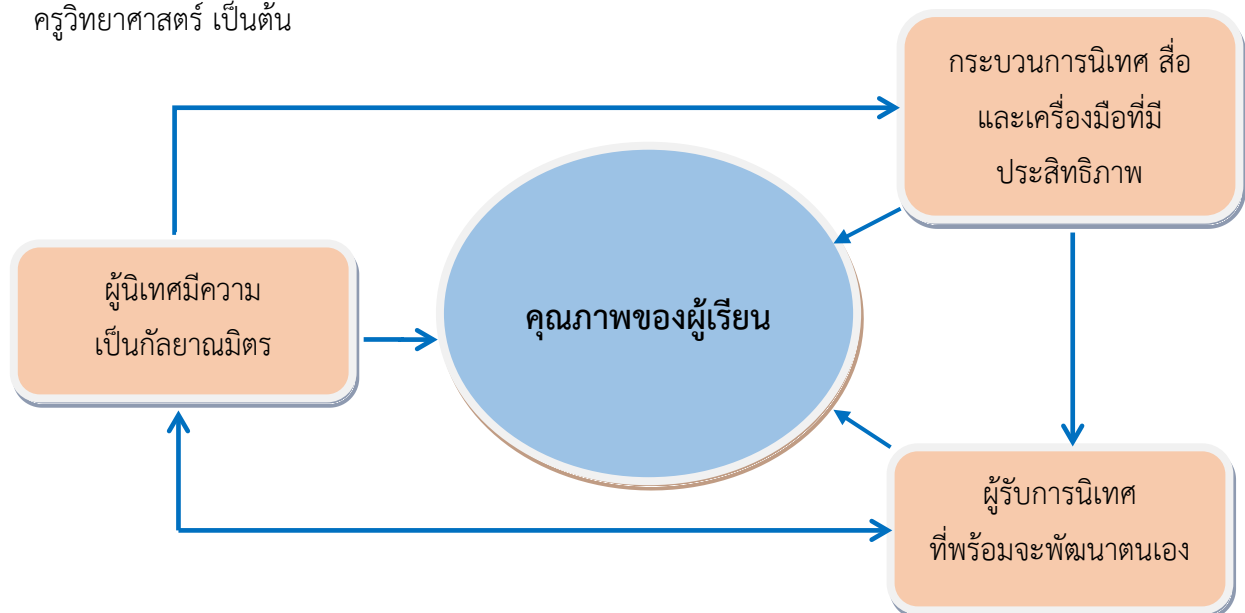 ครูวิทยาศาสตร์ เป็นต้น
กระบวนการนิเทศ สื่อ
และเครื่องมือที่มี
ประสิทธิภาพ
ผู้นิเทศมีความ
เป็นกัลยาณมิตร
คุณภาพของผู้เรียน
ผู้รับการนิเทศ
ที่พร้อมจะพัฒนาตนเอง